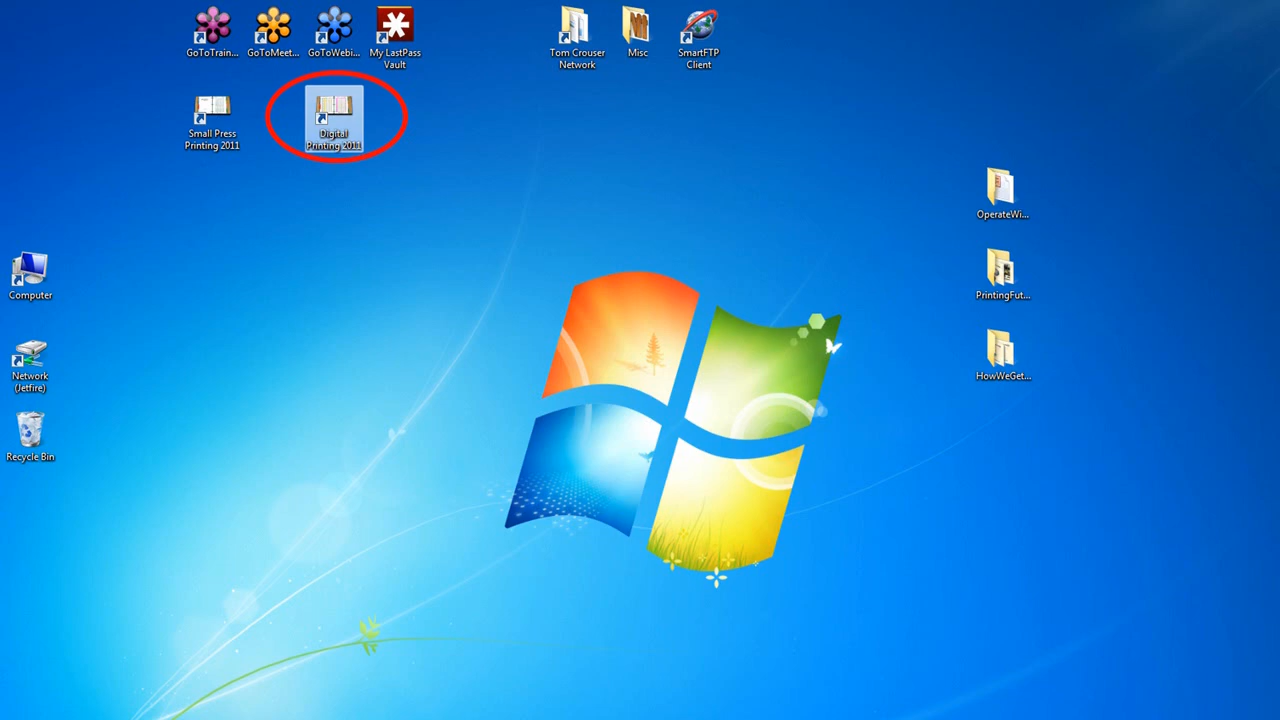 GoToTrain...
GoToMeet...
GoToWebi...
My LastPass
Vault
Tom Crouser
Network
Misc
SmartFTP
Client
Small Press
Printing 2011
Digital
Printing 2011
OperateWi...
Computer
PrintingFut...
Network
(Jetfire)
HowWeGet...
Recycle Bin